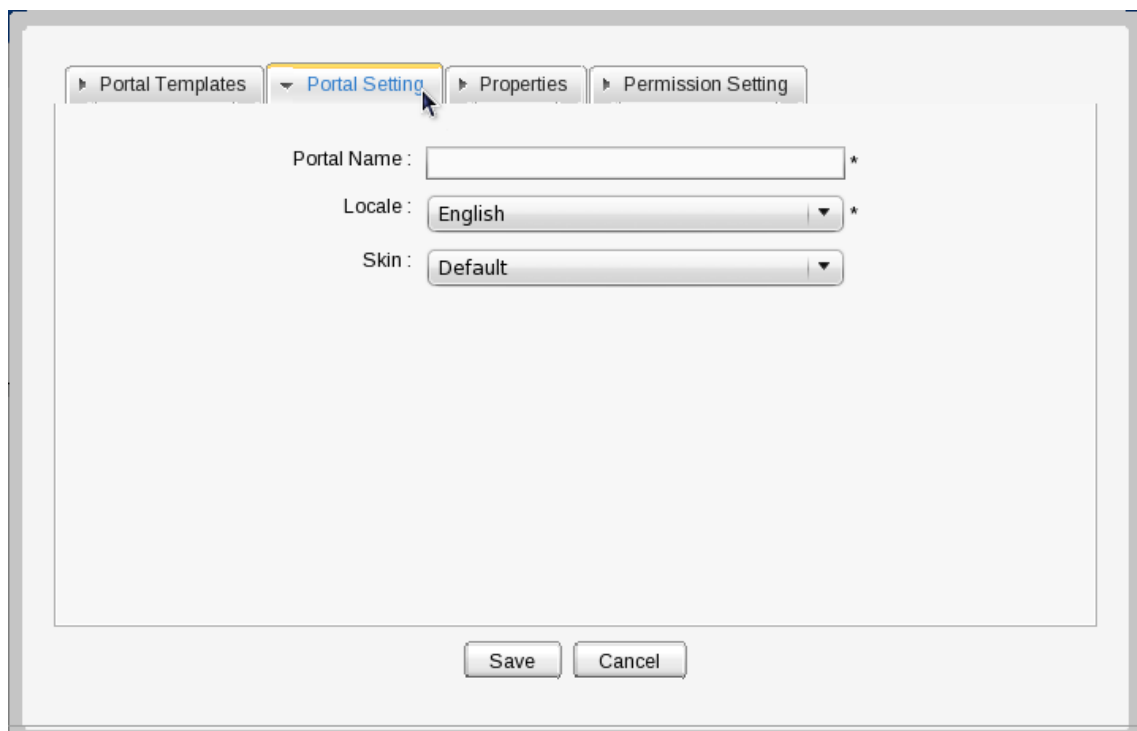 Portal Templates Portal Setting Properties Permission Setting
Portal Name : *
Locale : English *
Skin : Default
Save Cancel